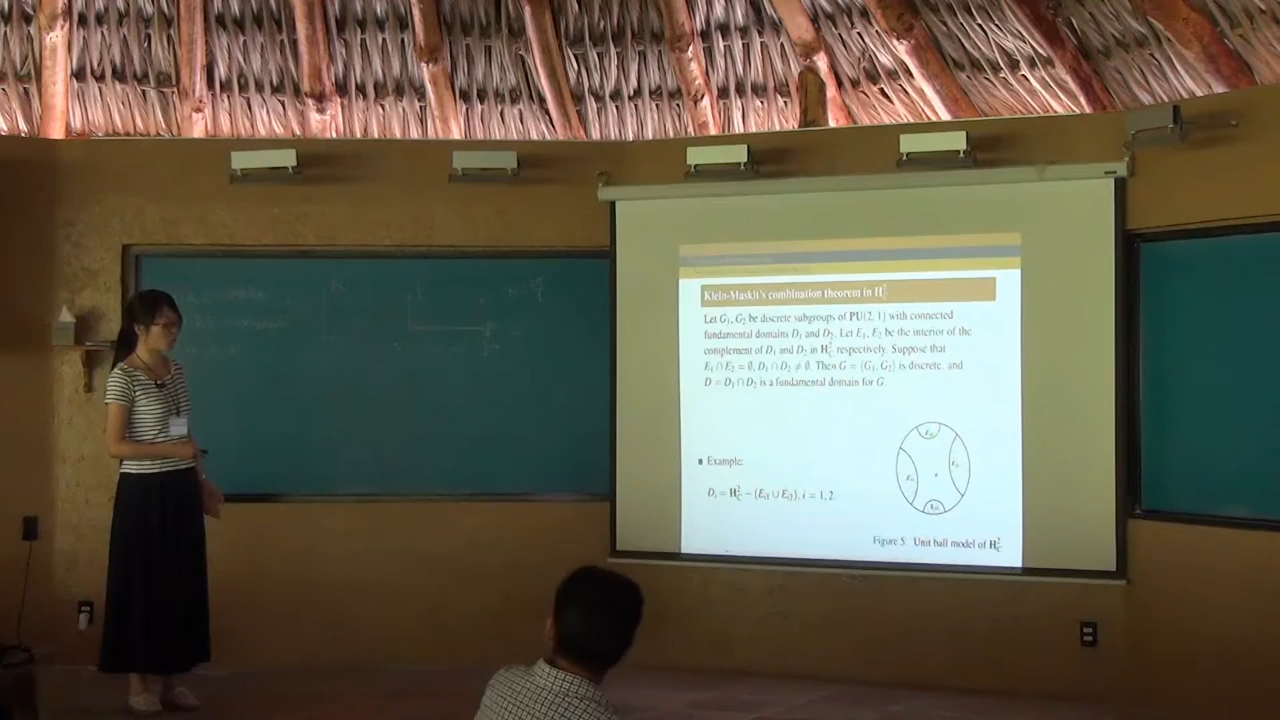 Klein-Maskit's combination theorem in H²_C
Let G₁, G₂ be discrete subgroups of PU(2, 1) with connected
fundamental domains D₁ and D₂. Let E₁, E₂ be the interior of the
complement of D₁ and D₂ in H²_C respectively. Suppose that
E₁ ∩ E₂ = ∅, D₁ ∩ D₂ ≠ ∅. Then G = ⟨G₁, G₂⟩ is discrete, and
D = D₁ ∩ D₂ is a fundamental domain for G.
Example:
Dᵢ = H²_C − (Eᵢ₁ ∪ Eᵢ₂), i = 1, 2.
Figure 5: Unit ball model of H²_C